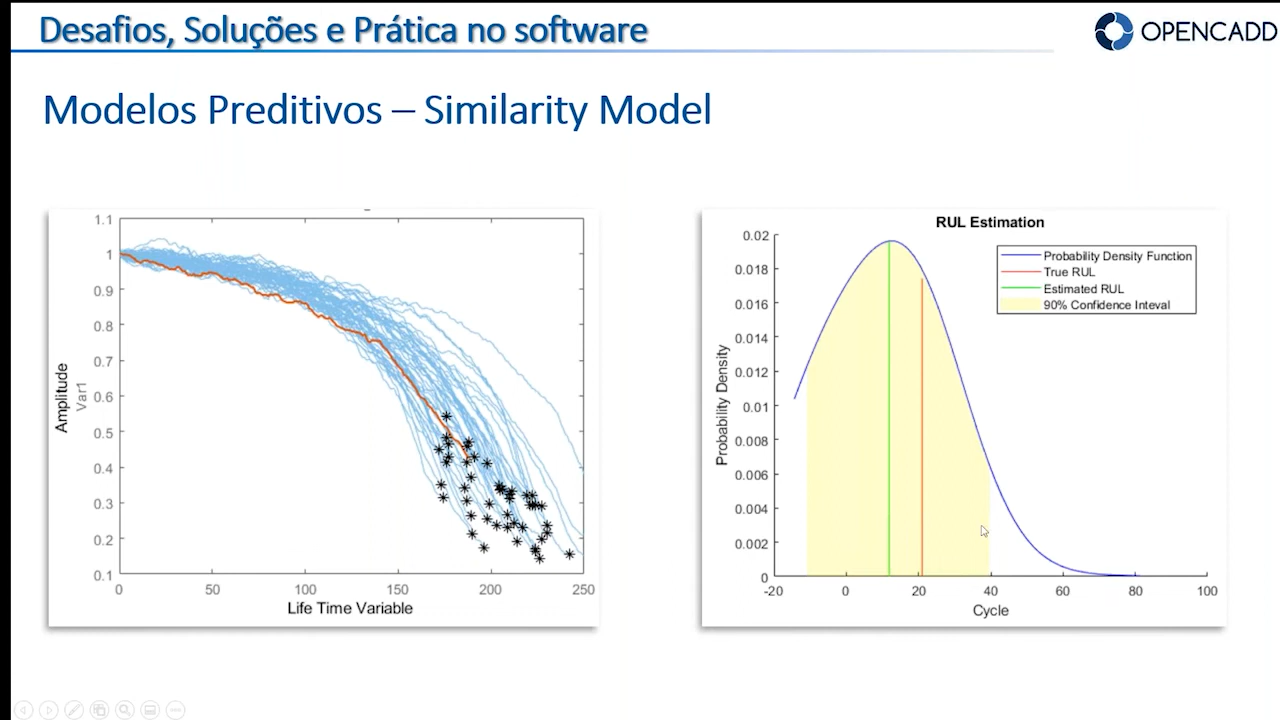 Desafios, Soluções e Prática no software
OPENCADD
Modelos Preditivos – Similarity Model
1.1
1
0.9
0.8
0.7
0.6
0.5
0.4
0.3
0.2
0.1
Amplitude
Var1
0 50 100 150 200 250
Life Time Variable
RUL Estimation
0.02
0.018
0.016
0.014
0.012
0.01
0.008
0.006
0.004
0.002
0
Probability Density
Probability Density Function
True RUL
Estimated RUL
90% Confidence Inteval
-20 0 20 40 60 80 100
Cycle